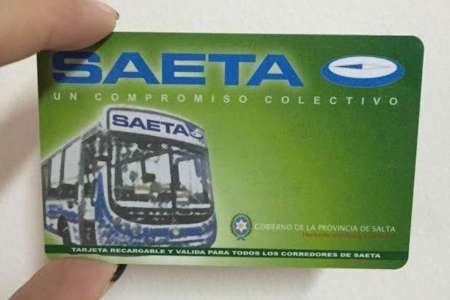 SAETA
UN COMPROMISO COLECTIVO
SAETA
GOBIERNO DE LA PROVINCIA DE SALTA
TARJETA RECARGABLE Y VALIDA PARA TODOS LOS CORREDORES DE SAETA